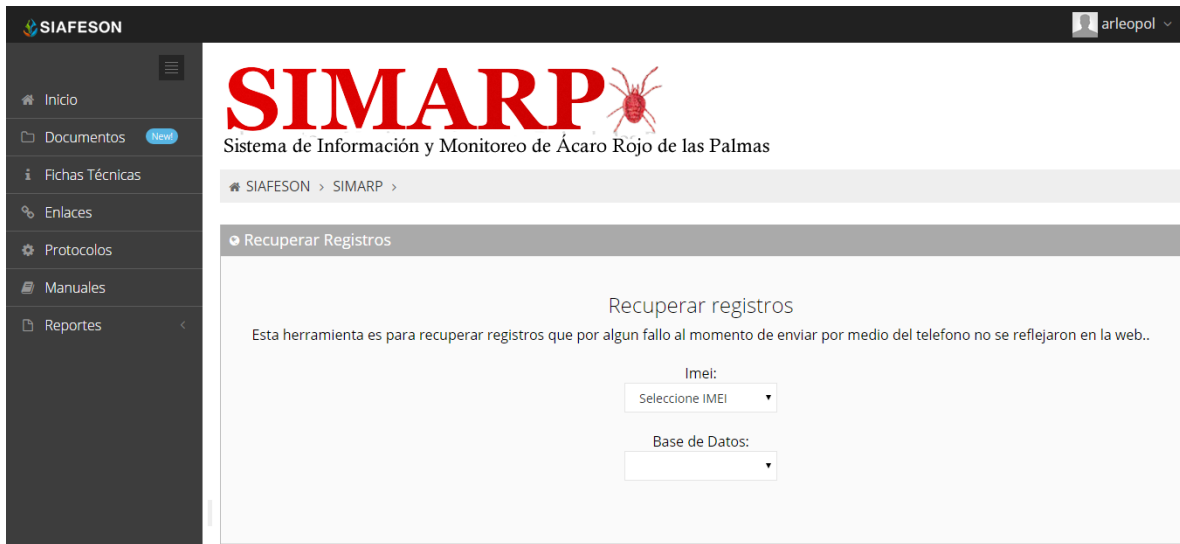 SIAFESON
arleopol
Inicio
Documentos New!
Fichas Técnicas
Enlaces
Protocolos
Manuales
Reportes
SIMARP
Sistema de Información y Monitoreo de Ácaro Rojo de las Palmas
SIAFESON > SIMARP >
Recuperar Registros
Recuperar registros
Esta herramienta es para recuperar registros que por algun fallo al momento de enviar por medio del telefono no se reflejaron en la web..
Imei:
Seleccione IMEI
Base de Datos: